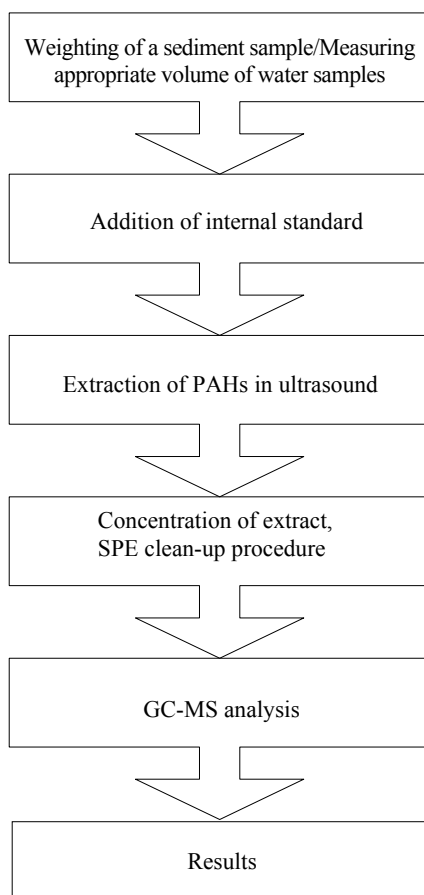 Weighting of a sediment sample/Measuring
appropriate volume of water samples
Addition of internal standard
Extraction of PAHs in ultrasound
Concentration of extract,
SPE clean-up procedure
GC-MS analysis
Results